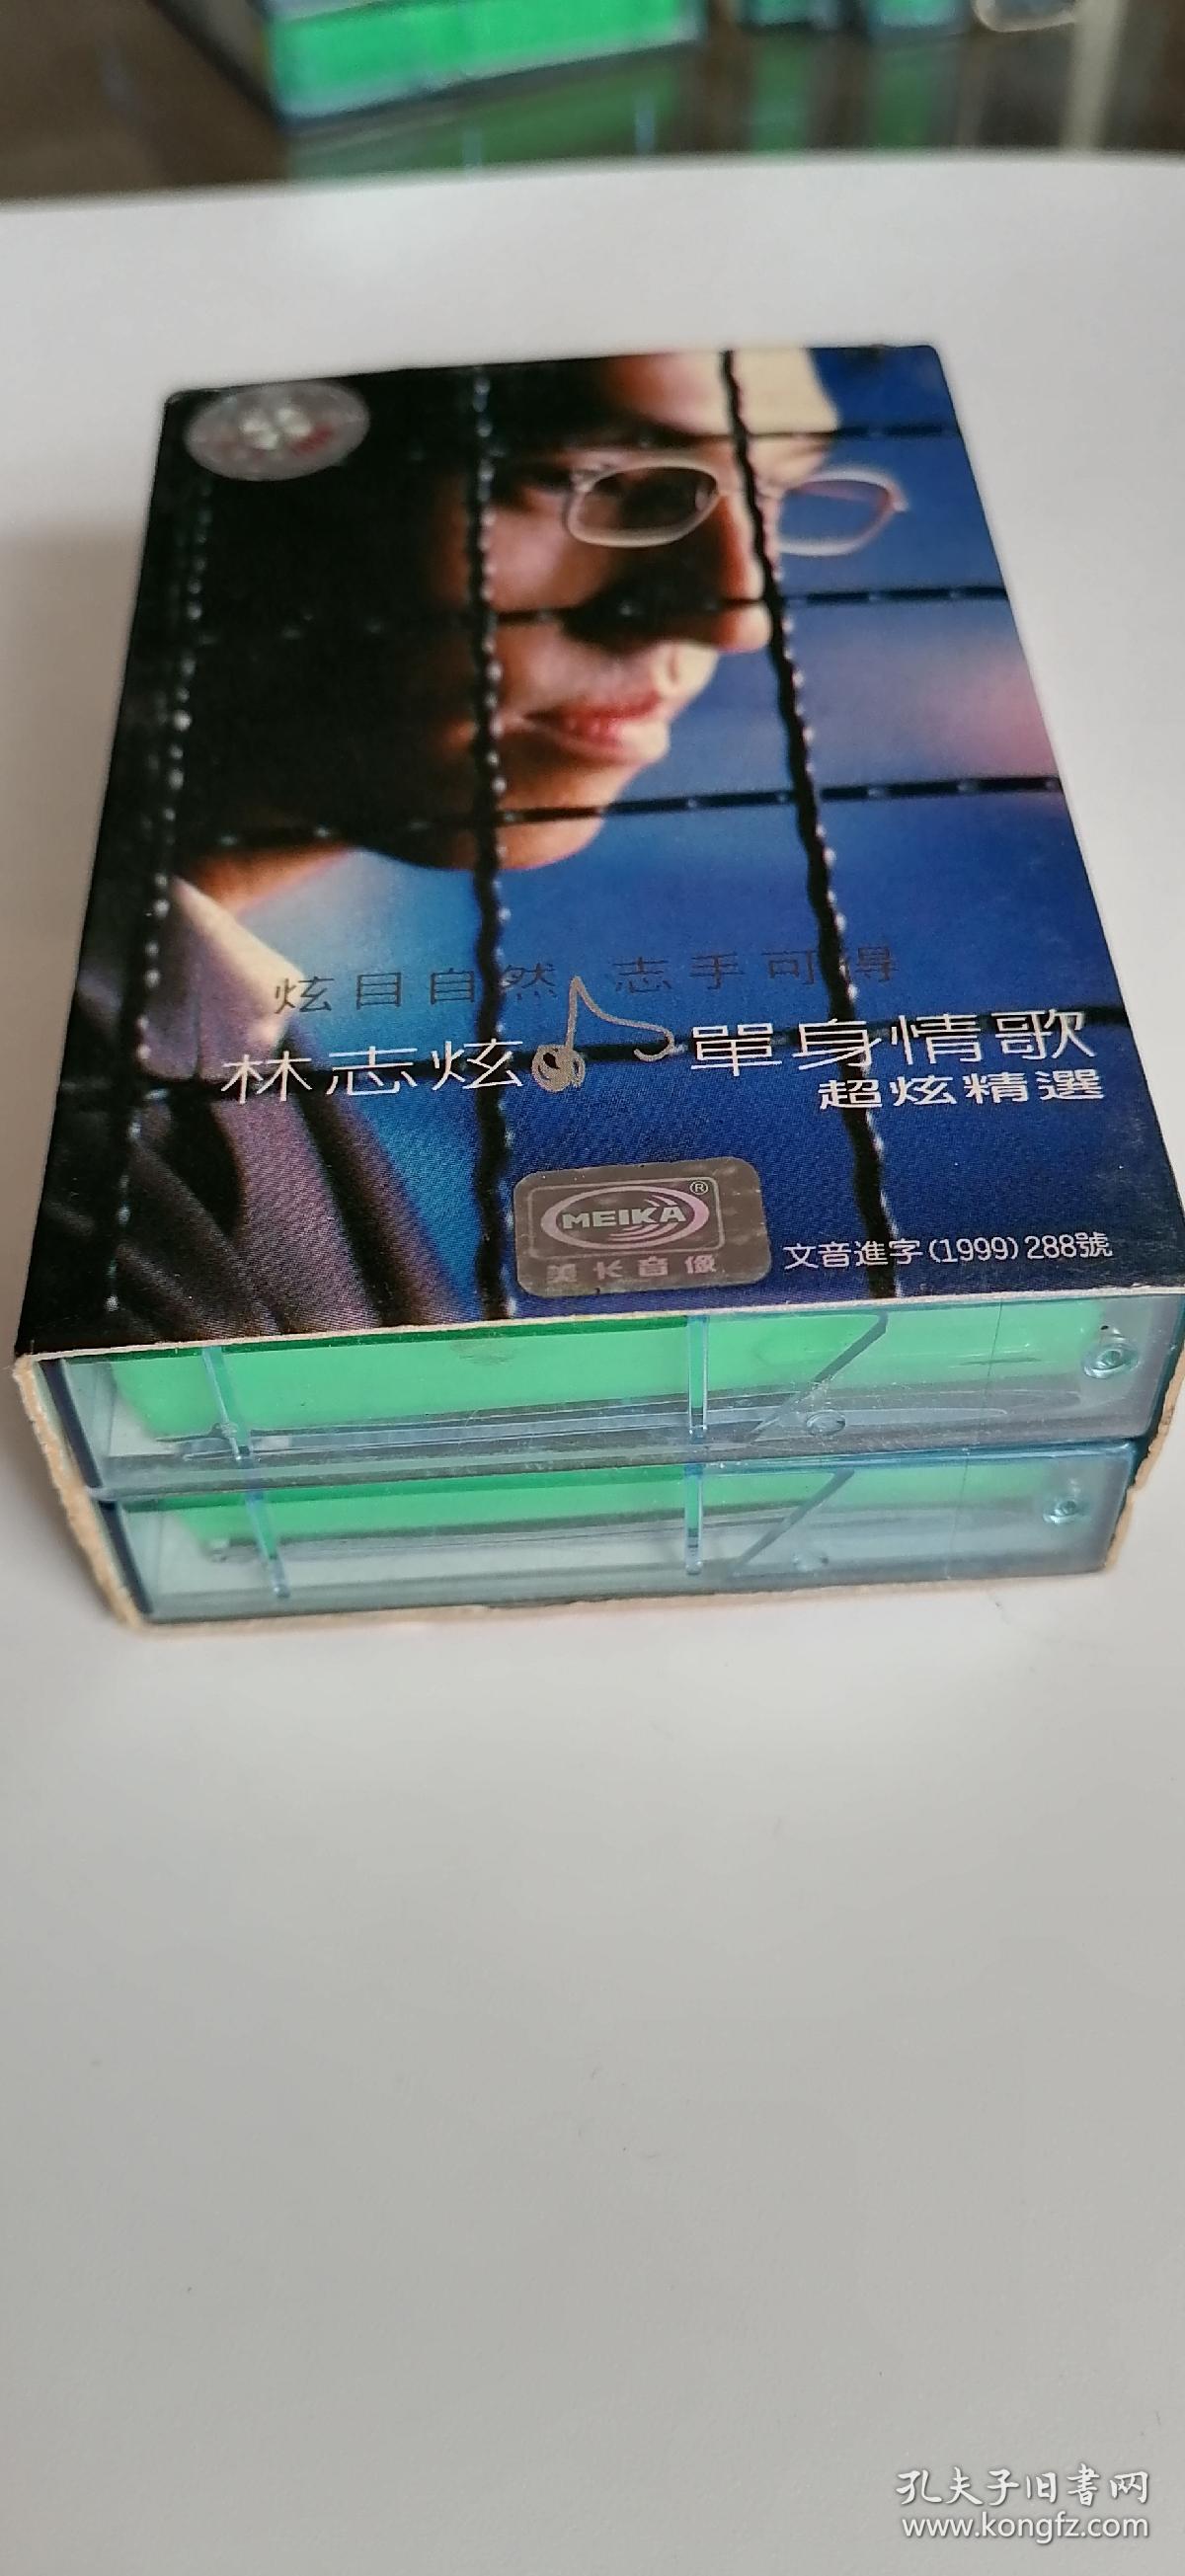 炫目自然 志手可得
林志炫 單身情歌
超炫精選
MEIKA®
美长音像
文音進字(1999)288號
孔夫子旧書网
www.kongfz.com